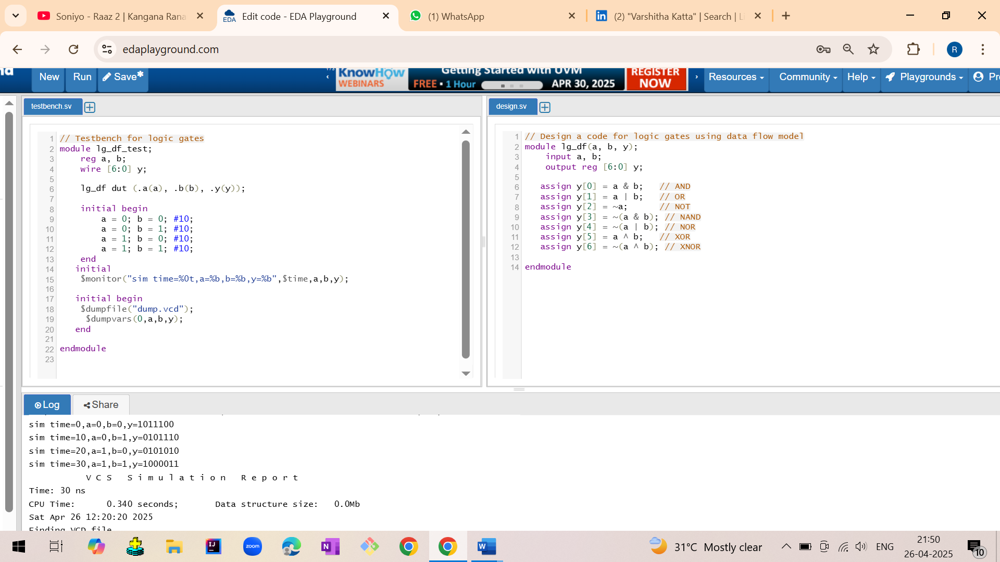 Soniyo - Raaz 2 | Kangana Rana
EDA
Edit code - EDA Playground
(1) WhatsApp
(2) "Varshitha Katta" | Search | Li
edaplayground.com
R
New
Run
Save*
KnowHow
WEBINARS
Getting Started with UVM
FREE • 1 Hour
APR 30, 2025
REGISTER
NOW
Resources
Community
Help
Playgrounds
testbench.sv
design.sv
1 // Testbench for logic gates
2 module lg_df_test;
3 reg a, b;
4 wire [6:0] y;
5
6 lg_df dut (.a(a), .b(b), .y(y));
7
8 initial begin
9 a = 0; b = 0; #10;
10 a = 0; b = 1; #10;
11 a = 1; b = 0; #10;
12 a = 1; b = 1; #10;
13 end
14 initial
15 $monitor("sim time=%0t,a=%b,b=%b,y=%b",$time,a,b,y);
16
17 initial begin
18 $dumpfile("dump.vcd");
19 $dumpvars(0,a,b,y);
20 end
21
22 endmodule
23
1 // Design a code for logic gates using data flow model
2 module lg_df(a, b, y);
3 input a, b;
4 output reg [6:0] y;
5
6 assign y[0] = a & b; // AND
7 assign y[1] = a | b; // OR
8 assign y[2] = ~a; // NOT
9 assign y[3] = ~(a & b); // NAND
10 assign y[4] = ~(a | b); // NOR
11 assign y[5] = a ^ b; // XOR
12 assign y[6] = ~(a ^ b); // XNOR
13
14 endmodule
Log
Share
sim time=0,a=0,b=0,y=1011100
sim time=10,a=0,b=1,y=0101110
sim time=20,a=1,b=0,y=0101010
sim time=30,a=1,b=1,y=1000011
V C S   S i m u l a t i o n   R e p o r t
Time: 30 ns
CPU Time: 0.340 seconds; Data structure size: 0.0Mb
Sat Apr 26 12:20:20 2025
Finding VCD file
IJ
zoom
N
W
31°C Mostly clear
ENG
21:50
26-04-2025
10